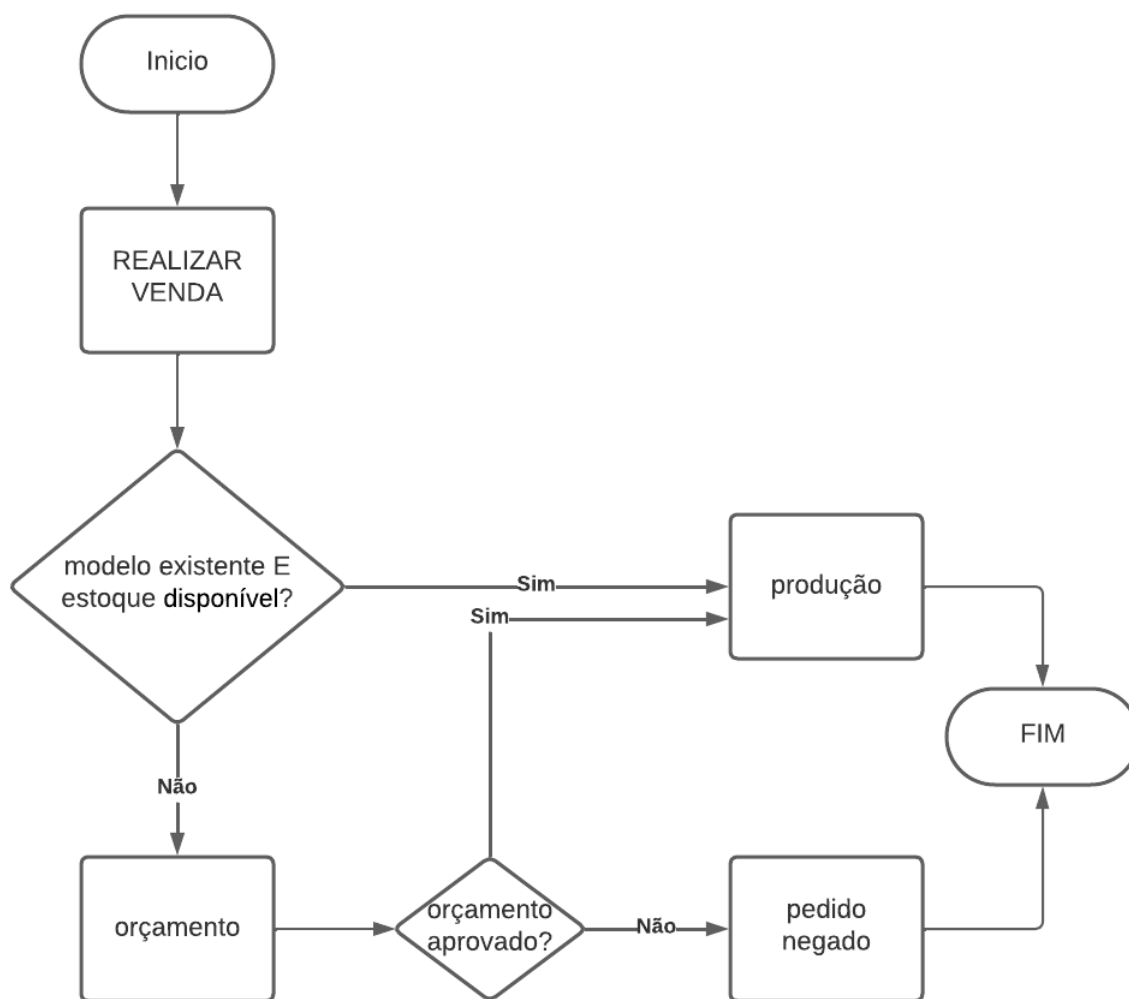 Inicio
REALIZAR
VENDA
modelo existente E
estoque disponível?
Sim
produção
Sim
FIM
Não
orçamento
orçamento
aprovado?
Não
pedido
negado